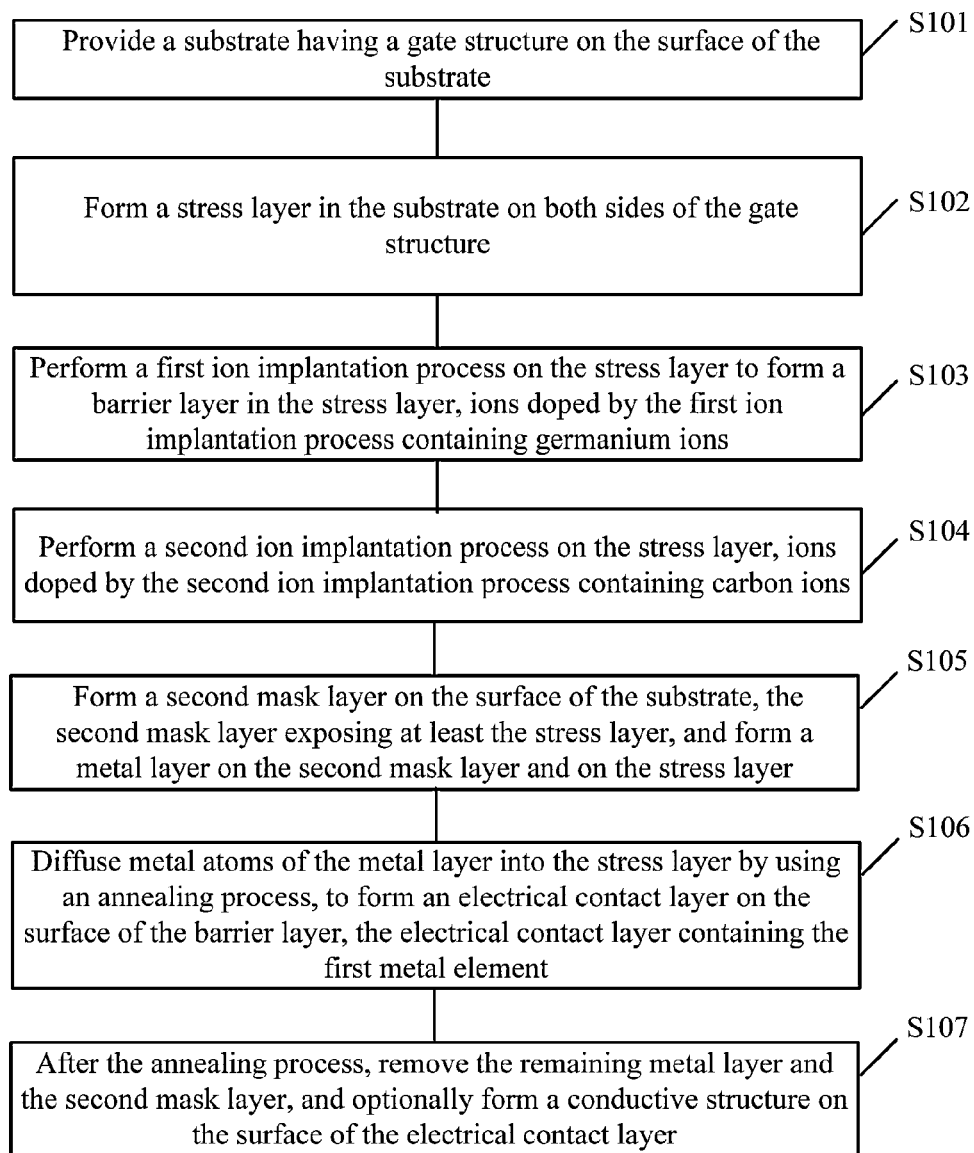 S101
Provide a substrate having a gate structure on the surface of the
substrate
S102
Form a stress layer in the substrate on both sides of the gate
structure
S103
Perform a first ion implantation process on the stress layer to form a
barrier layer in the stress layer, ions doped by the first ion
implantation process containing germanium ions
S104
Perform a second ion implantation process on the stress layer, ions
doped by the second ion implantation process containing carbon ions
S105
Form a second mask layer on the surface of the substrate, the
second mask layer exposing at least the stress layer, and form a
metal layer on the second mask layer and on the stress layer
S106
Diffuse metal atoms of the metal layer into the stress layer by using
an annealing process, to form an electrical contact layer on the
surface of the barrier layer, the electrical contact layer containing the
first metal element
S107
After the annealing process, remove the remaining metal layer and
the second mask layer, and optionally form a conductive structure on
the surface of the electrical contact layer